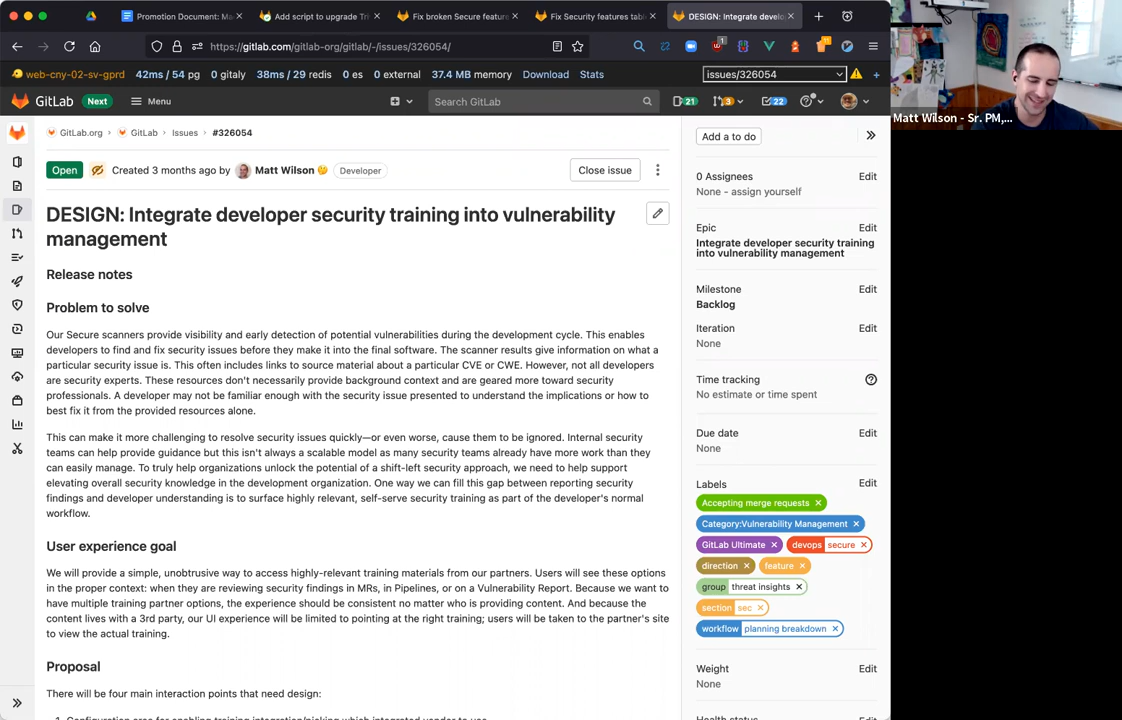 Promotion Document: Ma
Add script to upgrade Tri
Fix broken Secure feature
Fix Security features table
DESIGN: Integrate develo
https://gitlab.com/gitlab-org/gitlab/-/issues/326054/
1
11
web-cny-02-sv-gprd
42ms / 54 pg
0 gitaly
38ms / 29 redis
0 es
0 external
37.4 MB memory
Download
Stats
issues/326054
GitLab
Next
Menu
Search GitLab
21
3
22
Matt Wilson - Sr. PM,...
GitLab.org › GitLab › Issues › #326054
Open
Created 3 months ago by Matt Wilson
Developer
Close issue
DESIGN: Integrate developer security training into vulnerability
management
Release notes
Problem to solve
Our Secure scanners provide visibility and early detection of potential vulnerabilities during the development cycle. This enables
developers to find and fix security issues before they make it into the final software. The scanner results give information on what a
particular security issue is. This often includes links to source material about a particular CVE or CWE. However, not all developers
are security experts. These resources don't necessarily provide background context and are geared more toward security
professionals. A developer may not be familiar enough with the security issue presented to understand the implications or how to
best fix it from the provided resources alone.
This can make it more challenging to resolve security issues quickly—or even worse, cause them to be ignored. Internal security
teams can help provide guidance but this isn't always a scalable model as many security teams already have more work than they
can easily manage. To truly help organizations unlock the potential of a shift-left security approach, we need to help support
elevating overall security knowledge in the development organization. One way we can fill this gap between reporting security
findings and developer understanding is to surface highly relevant, self-serve security training as part of the developer's normal
workflow.
User experience goal
We will provide a simple, unobtrusive way to access highly-relevant training materials from our partners. Users will see these options
in the proper context: when they are reviewing security findings in MRs, in Pipelines, or on a Vulnerability Report. Because we want to
have multiple training partner options, the experience should be consistent no matter who is providing content. And because the
content lives with a 3rd party, our UI experience will be limited to pointing at the right training; users will be taken to the partner's site
to view the actual training.
Proposal
There will be four main interaction points that need design:
1. Configuration area for enabling training integration/picking which integrated vendor to use
Add a to do
0 Assignees
Edit
None - assign yourself
Epic
Edit
Integrate developer security training
into vulnerability management
Milestone
Edit
Backlog
Iteration
Edit
None
Time tracking
No estimate or time spent
Due date
Edit
None
Labels
Edit
Accepting merge requests
Category:Vulnerability Management
GitLab Ultimate
devops secure
direction
feature
group threat insights
section sec
workflow planning breakdown
Weight
Edit
None
Health status
Edit